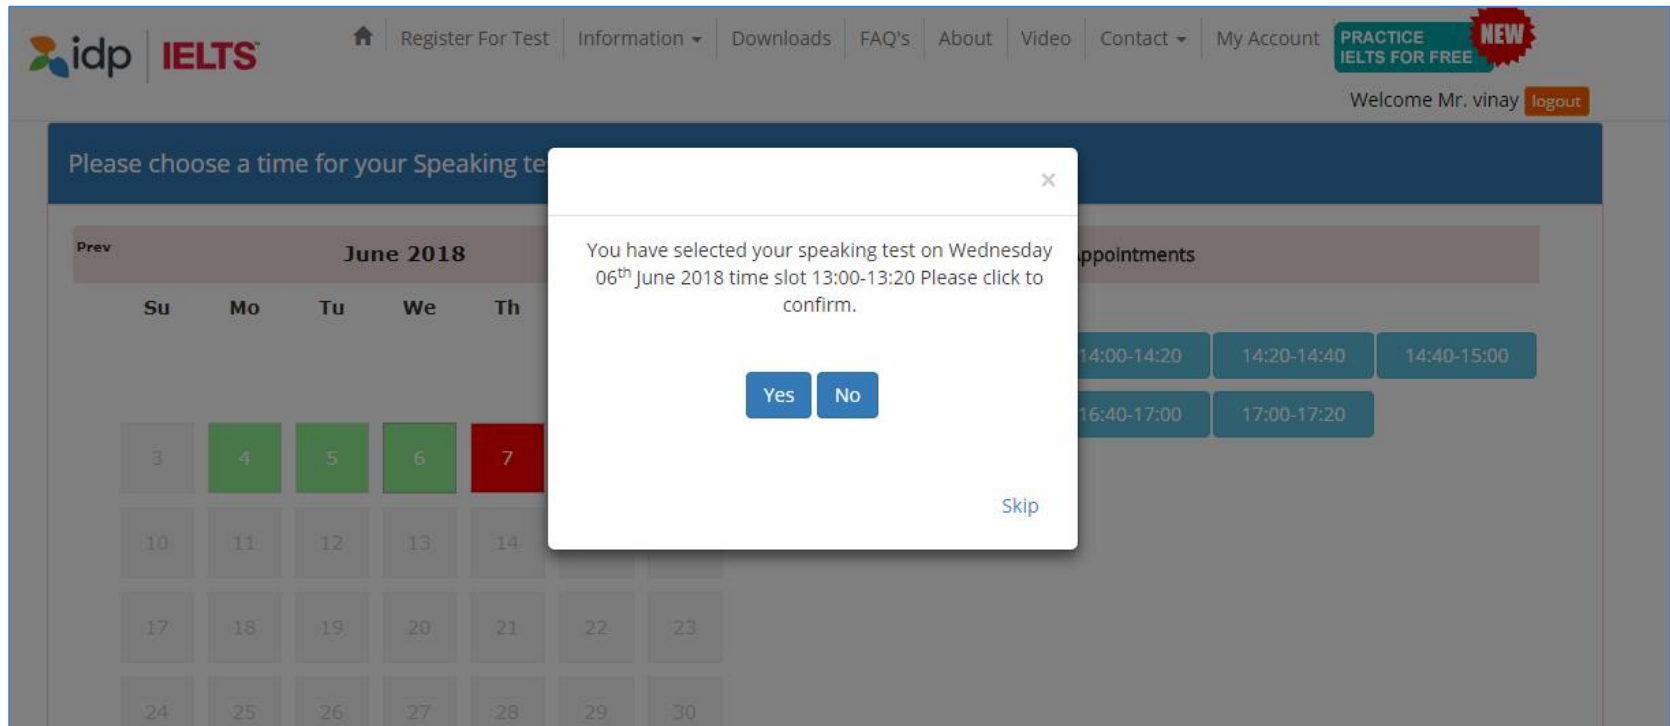 idp IELTS
Register For Test Information Downloads FAQ's About Video Contact My Account
PRACTICE
IELTS FOR FREE
NEW
Welcome Mr. vinay logout
Please choose a time for your Speaking
×
Prev June 2018
Su Mo Tu We Th
3 4 5 6 7
10 11 12 13 14
17 18 19 20 21 22 23
24 25 26 27 28 29 30
You have selected your speaking test on Wednesday
06th June 2018 time slot 13:00-13:20 Please click to
confirm.
Yes No
Skip
ppointments
14:00-14:20 14:20-14:40 14:40-15:00
16:40-17:00 17:00-17:20